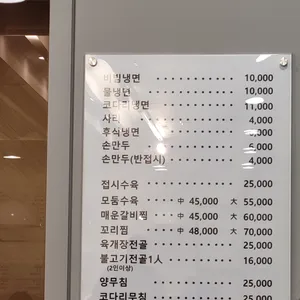 비빔냉면 ············ 10,000
물냉면 ············ 10,000
코다리냉면 ············ 11,000
사리 ············ 4,000
후식냉면 ············
손만두 ············ 6,000
손만두(반접시) ············ 4,000
접시수육 ············ 25,000
모둠수육 ··· 中 45,000 大 55,000
매운갈비찜 ·· 中 45,000 大 60,000
꼬리찜 ···· 中 48,000 大 70,000
육개장전골 ············ 25,000
불고기전골1人 ·········· 16,000
(2인이상)
양무침 ············ 25,000
코다리무침 ············ 25,000